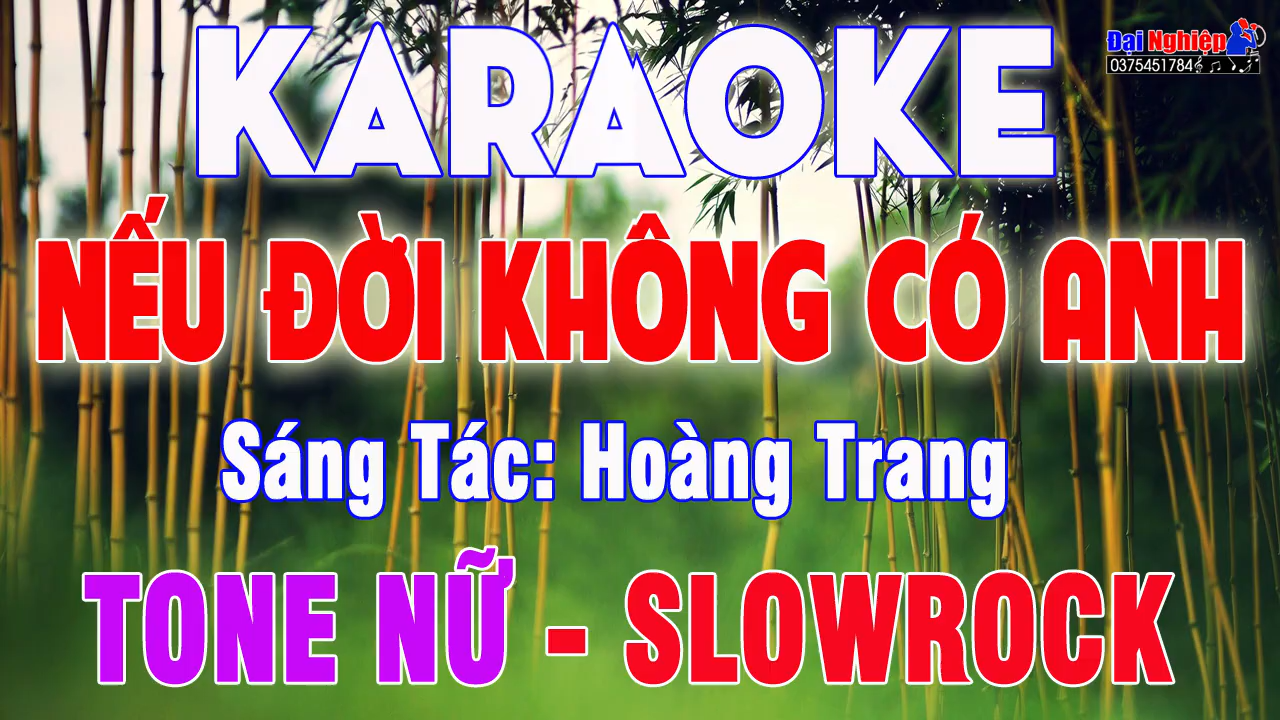 KARAOKE
Đại Nghiệp
0375451784
NẾU ĐỜI KHÔNG CÓ ANH
Sáng Tác: Hoàng Trang
TONE NỮ - SLOWROCK